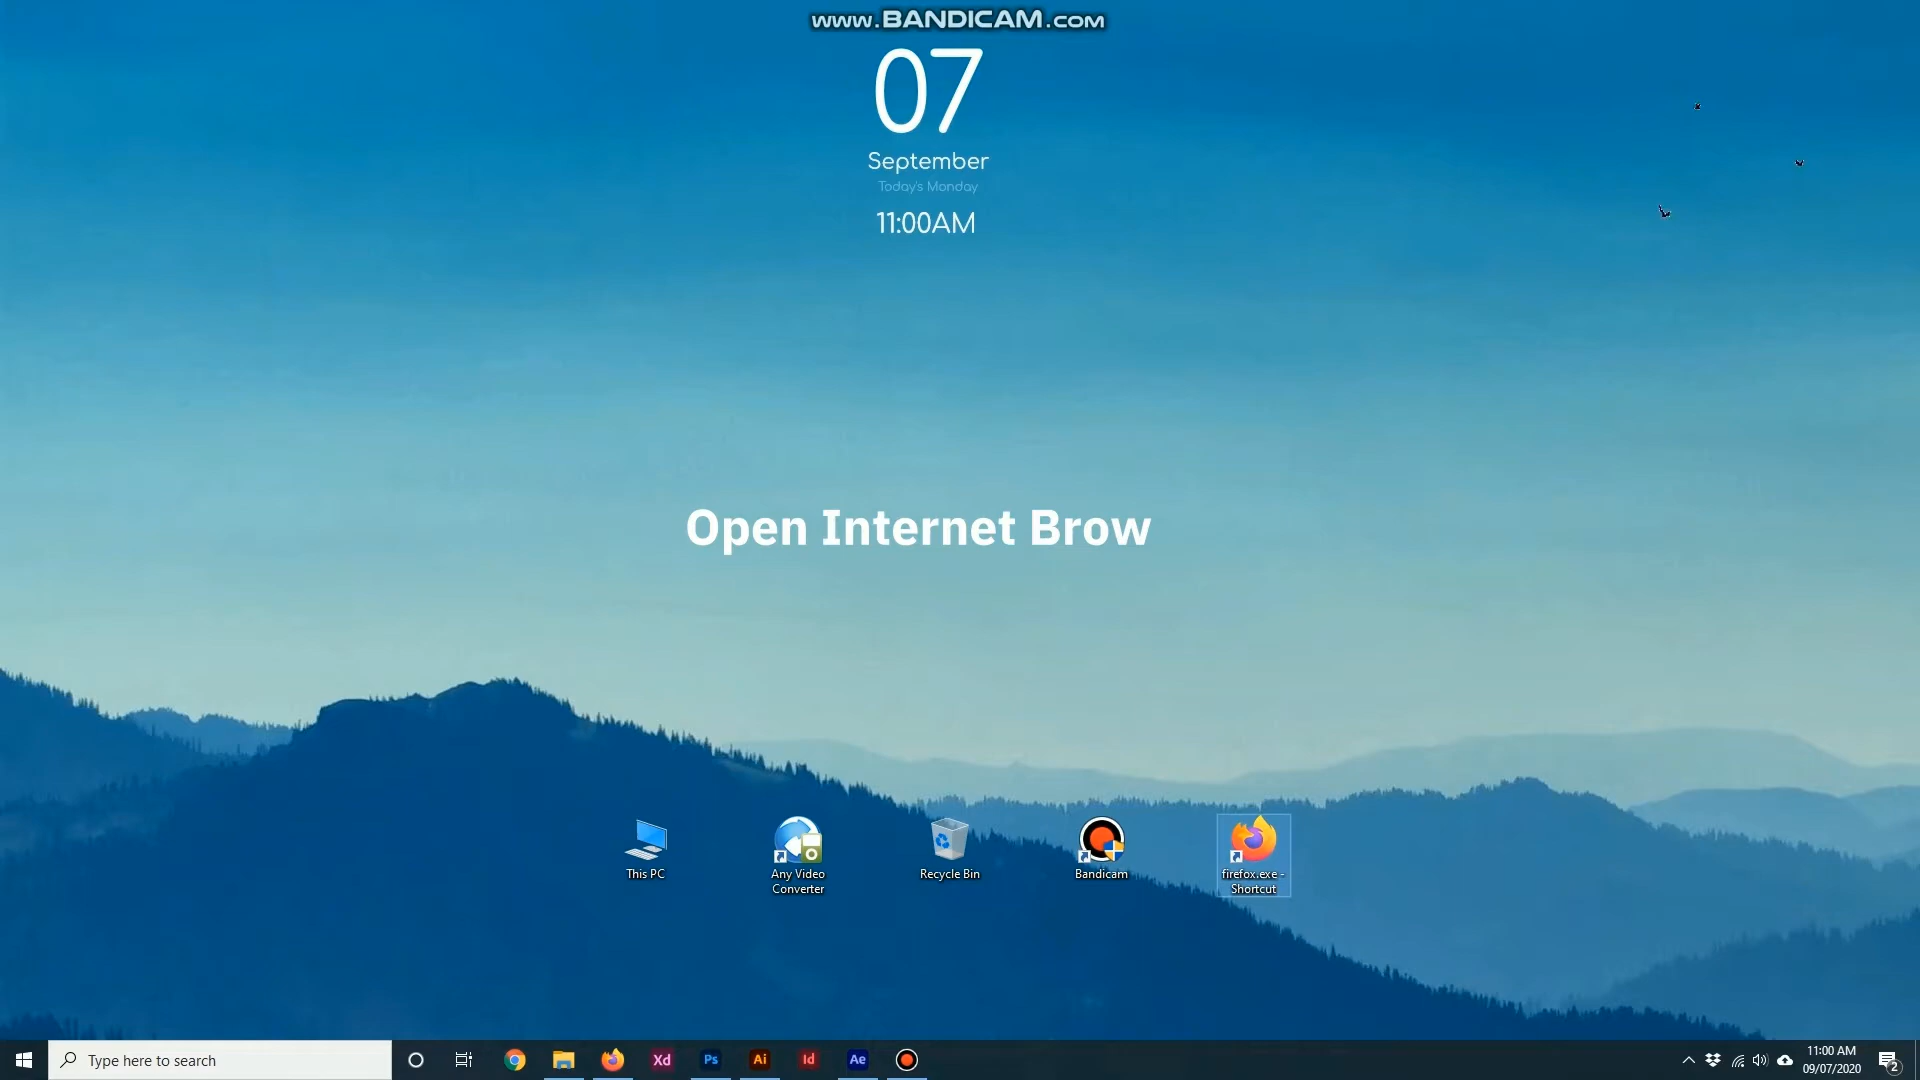 www.BANDICAM.com
07
September
Today's Monday
11:00AM
Open Internet Brow
This PC
Any Video
Converter
Recycle Bin
Bandicam
firefox.exe -
Shortcut
Type here to search
Xd
Ps
Ai
Id
Ae
11:00 AM
09/07/2020
2